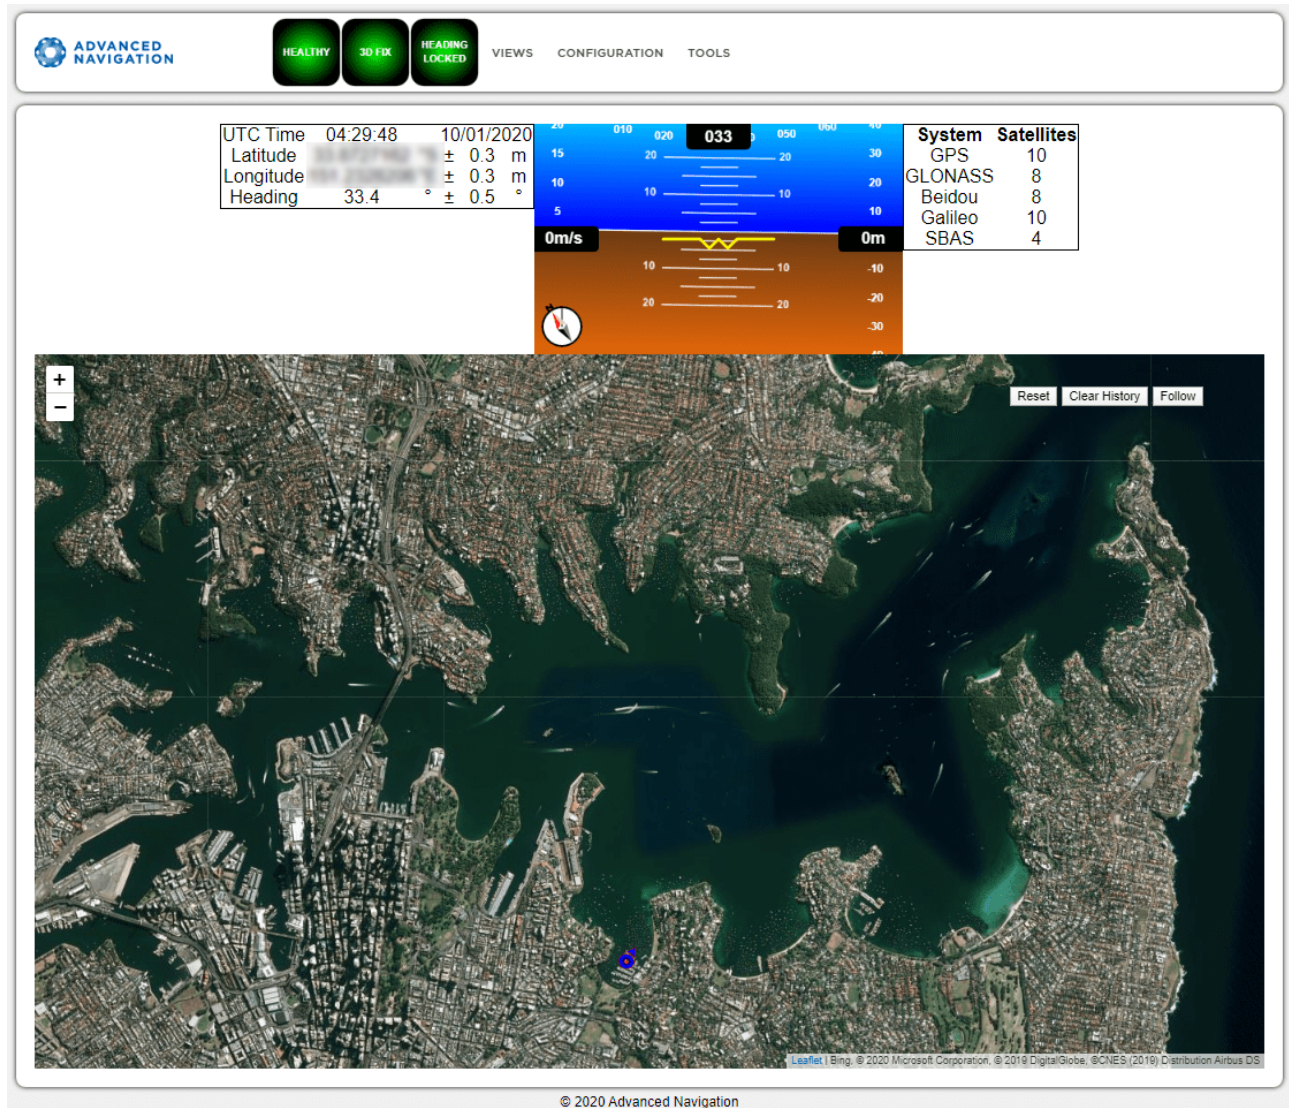 ADVANCED
NAVIGATION
HEALTHY
3D FIX
HEADING
LOCKED
VIEWS
CONFIGURATION
TOOLS
UTC Time 04:29:48 10/01/2020
Latitude ± 0.3 m
Longitude ± 0.3 m
Heading 33.4 ° ± 0.5 °
20 010 020 033 050 060 40
15 20 20 30
10 10 10 20
5 10
0m/s 0m
10 10 -10
20 20 -20
-30
System Satellites
GPS 10
GLONASS 8
Beidou 8
Galileo 10
SBAS 4
+
−
Reset Clear History Follow
Leaflet | Bing, © 2020 Microsoft Corporation, © 2019 DigitalGlobe, ©CNES (2019) Distribution Airbus DS
© 2020 Advanced Navigation